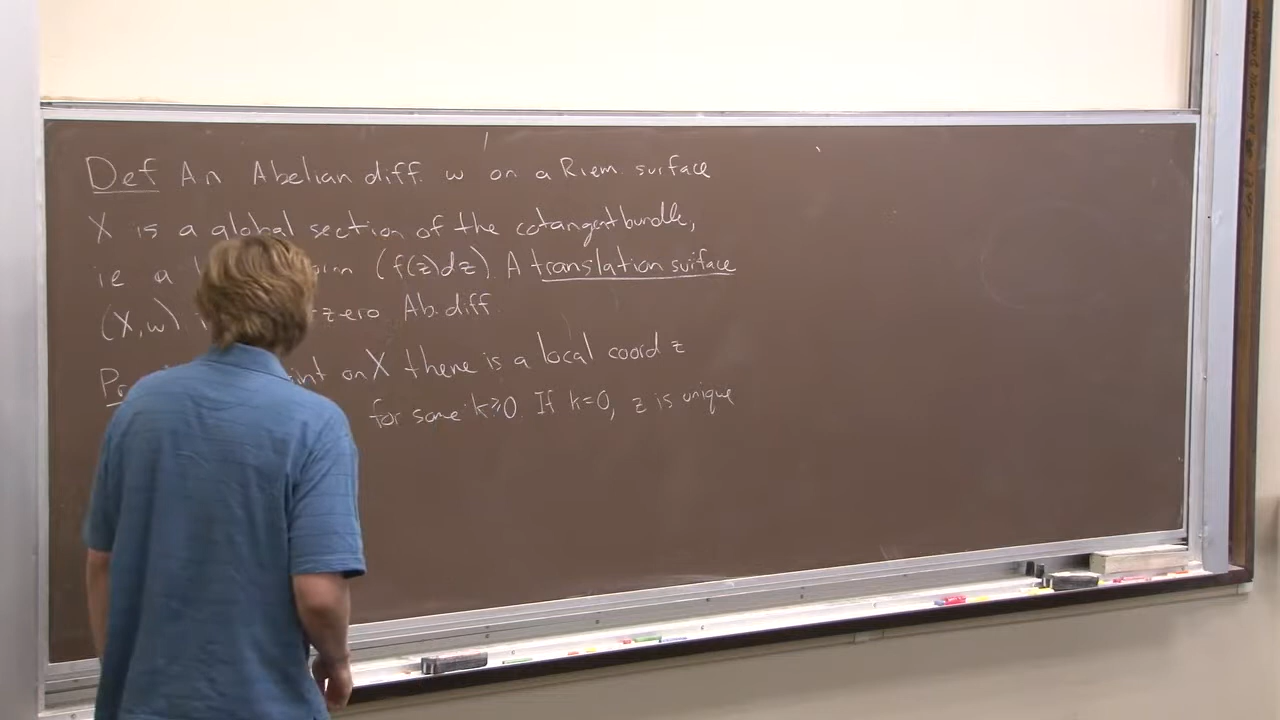 Def An Abelian diff. ω on a Riem. surface
X is a global section of the cotangent bundle,
ie a (f(z)dz). A translation surface
(X,ω) zero Ab. diff.
on X there is a local coord z
for some k≥0. If k=0, z is unique